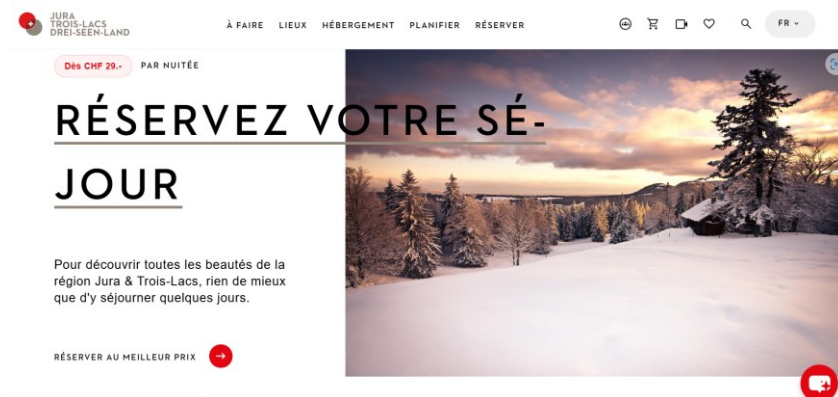 JURA
TROIS-LACS
DREI-SEEN-LAND
À FAIRE LIEUX HÉBERGEMENT PLANIFIER RÉSERVER
FR
Dès CHF 29.- PAR NUITÉE
RÉSERVEZ VOTRE SÉ-
JOUR
Pour découvrir toutes les beautés de la
région Jura & Trois-Lacs, rien de mieux
que d'y séjourner quelques jours.
RÉSERVER AU MEILLEUR PRIX